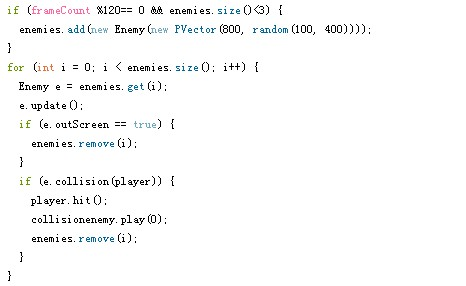 if (frameCount %120== 0 && enemies.size()<3) {
  enemies.add(new Enemy(new PVector(800, random(100, 400))));
}
for (int i = 0; i < enemies.size(); i++) {
  Enemy e = enemies.get(i);
  e.update();
  if (e.outScreen == true) {
    enemies.remove(i);
  }
  if (e.collision(player)) {
    player.hit();
    collisionenemy.play(0);
    enemies.remove(i);
  }
}